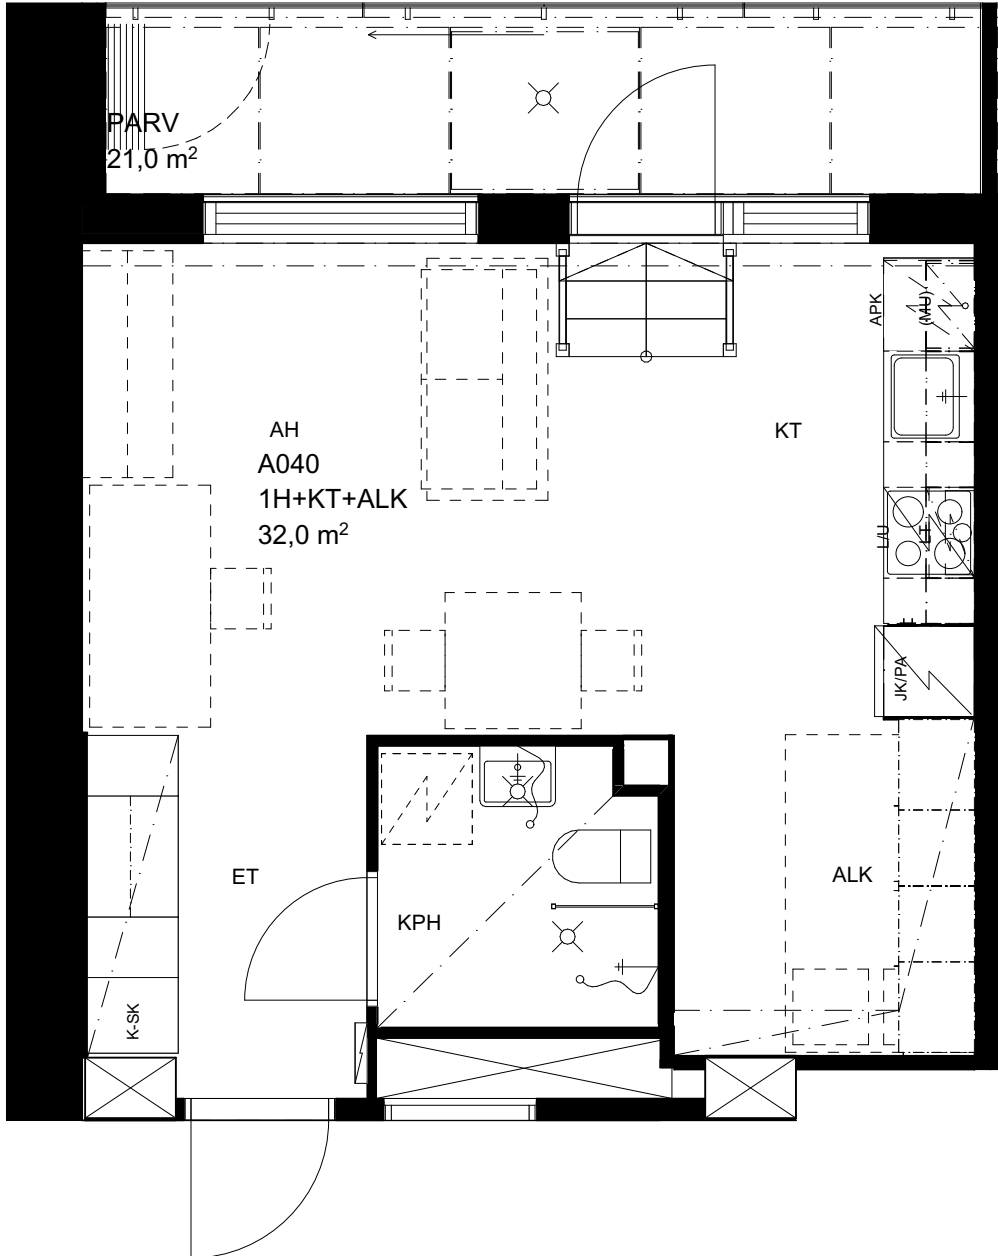 PARV
21,0 m²
APK
(MU)
AH
A040
1H+KT+ALK
32,0 m²
KT
L/U
LT
JK/PA
ET
KPH
ALK
K-SK